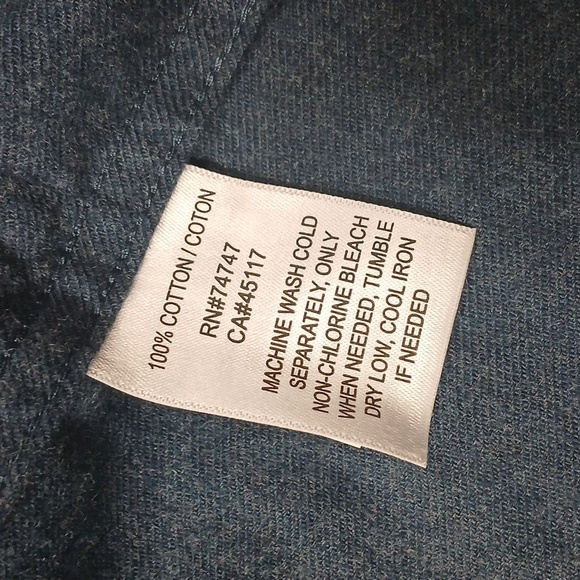 100% COTTON / COTON
RN#74747
CA#45117
MACHINE WASH COLD
SEPARATELY, ONLY
NON-CHLORINE BLEACH
WHEN NEEDED, TUMBLE
DRY LOW, COOL IRON
IF NEEDED